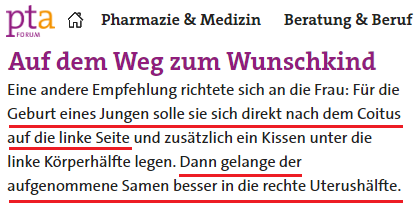 pta
FORUM
Pharmazie & Medizin
Beratung & Beruf
Auf dem Weg zum Wunschkind
Eine andere Empfehlung richtete sich an die Frau: Für die
Geburt eines Jungen solle sie sich direkt nach dem Coitus
auf die linke Seite und zusätzlich ein Kissen unter die
linke Körperhälfte legen. Dann gelange der
aufgenommene Samen besser in die rechte Uterushälfte.